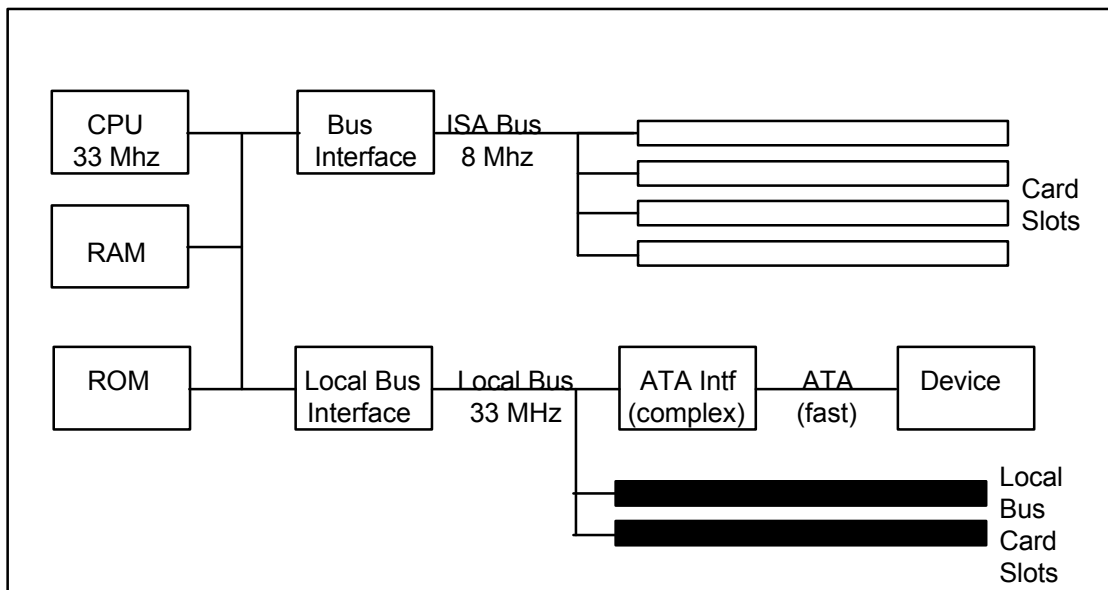 CPU
33 Mhz
Bus
Interface
ISA Bus
8 Mhz
Card
Slots
RAM
ROM
Local Bus
Interface
Local Bus
33 MHz
ATA Intf
(complex)
ATA
(fast)
Device
Local
Bus
Card
Slots